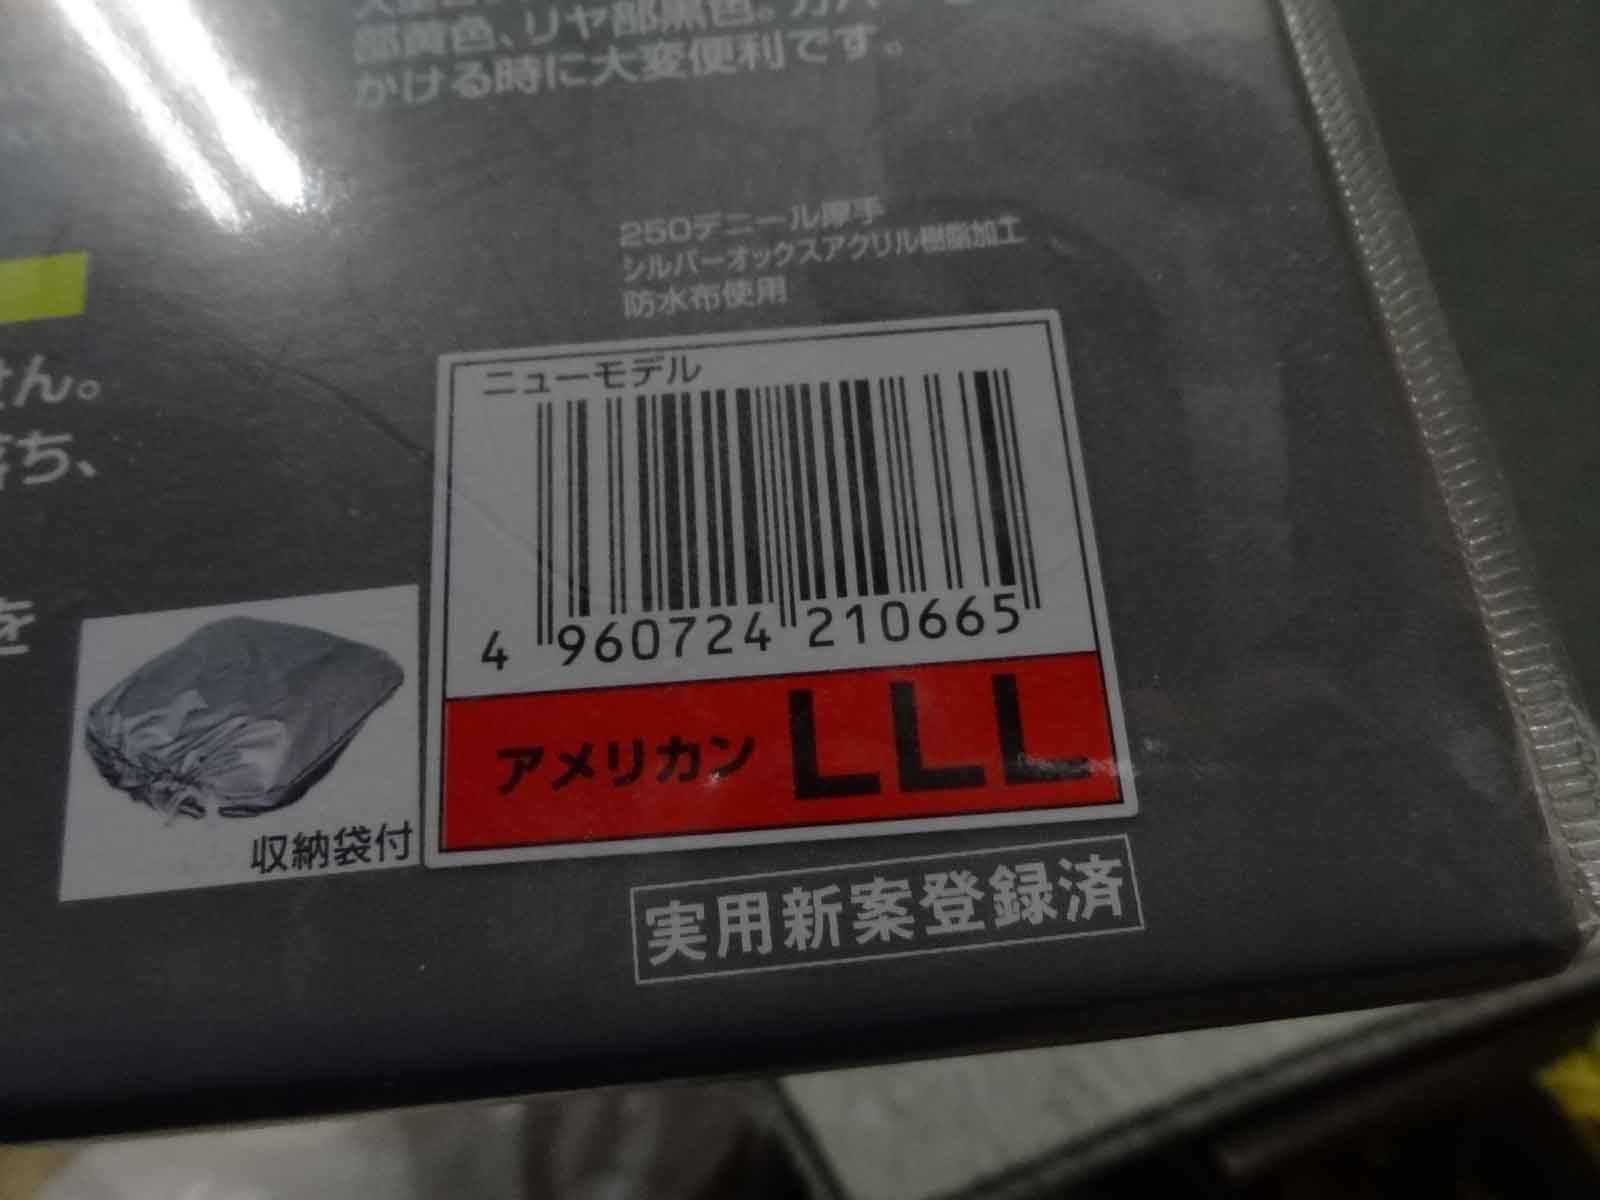 部黄色、リヤ部黒色。カバーを
かける時に大変便利です。
250デニール厚手
シルバーオックスアクリル樹脂加工
防水布使用
せん。
落ち、
を
ニューモデル
4 960724 210665
アメリカン LLL
収納袋付
実用新案登録済